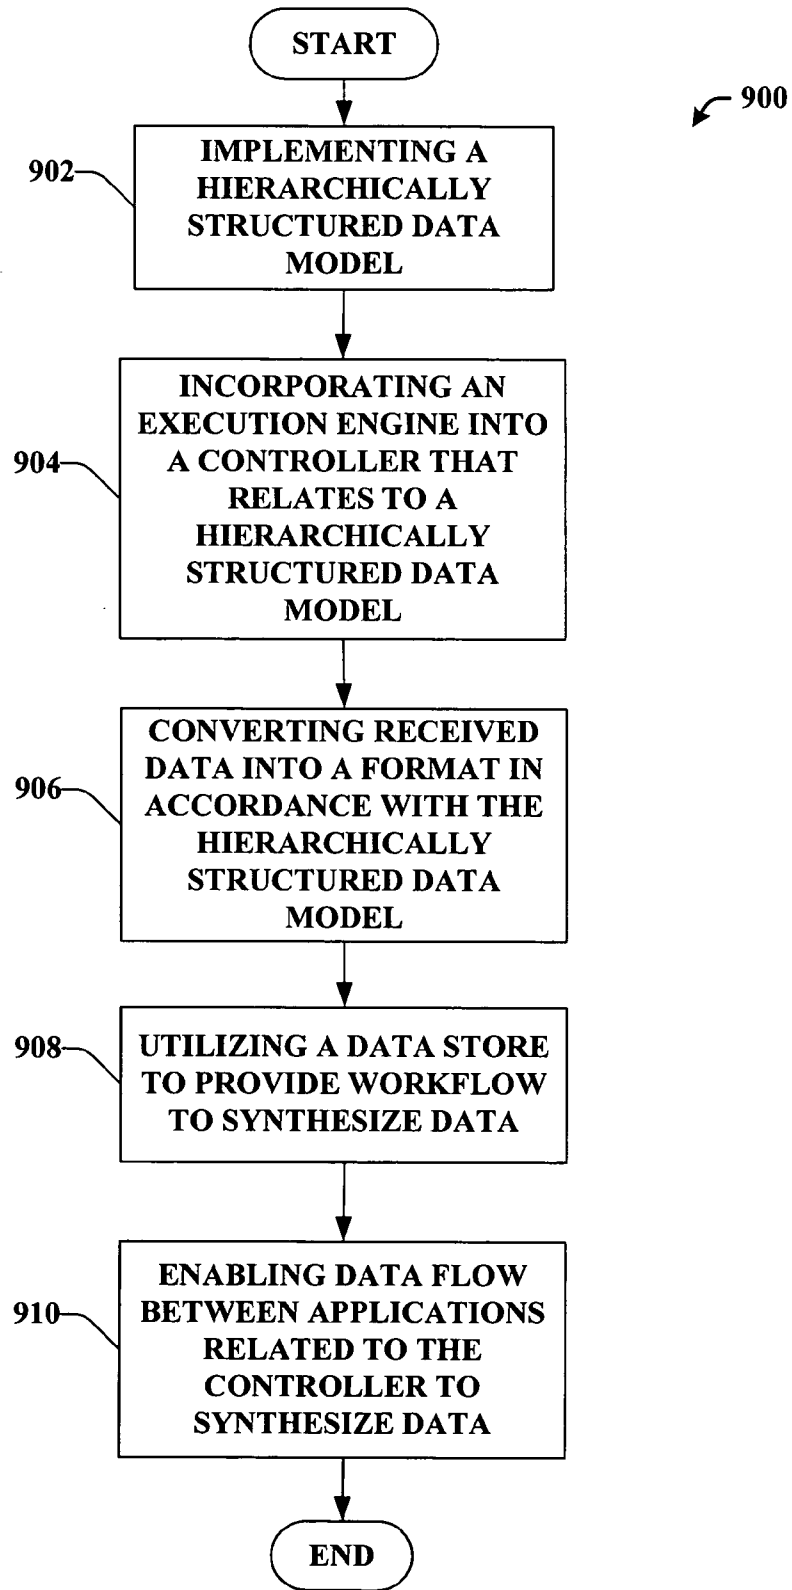 START
900
902
IMPLEMENTING A
HIERARCHICALLY
STRUCTURED DATA
MODEL
904
INCORPORATING AN
EXECUTION ENGINE INTO
A CONTROLLER THAT
RELATES TO A
HIERARCHICALLY
STRUCTURED DATA
MODEL
906
CONVERTING RECEIVED
DATA INTO A FORMAT IN
ACCORDANCE WITH THE
HIERARCHICALLY
STRUCTURED DATA
MODEL
908
UTILIZING A DATA STORE
TO PROVIDE WORKFLOW
TO SYNTHESIZE DATA
910
ENABLING DATA FLOW
BETWEEN APPLICATIONS
RELATED TO THE
CONTROLLER TO
SYNTHESIZE DATA
END